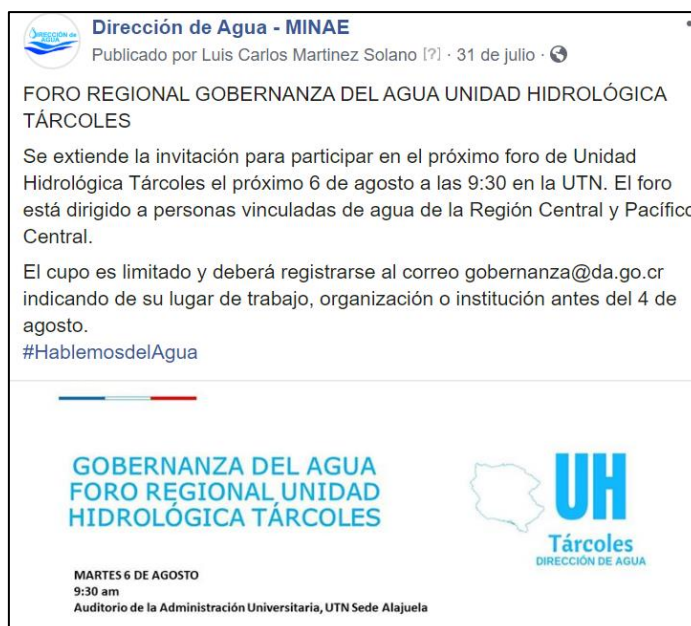 DIRECCIÓN de
AGUA
Dirección de Agua - MINAE
Publicado por Luis Carlos Martinez Solano [?] · 31 de julio ·
FORO REGIONAL GOBERNANZA DEL AGUA UNIDAD HIDROLÓGICA
TÁRCOLES
Se extiende la invitación para participar en el próximo foro de Unidad
Hidrológica Tárcoles el próximo 6 de agosto a las 9:30 en la UTN. El foro
está dirigido a personas vinculadas de agua de la Región Central y Pacífico
Central.
El cupo es limitado y deberá registrarse al correo gobernanza@da.go.cr
indicando de su lugar de trabajo, organización o institución antes del 4 de
agosto.
#HablemosdelAgua
GOBERNANZA DEL AGUA
FORO REGIONAL UNIDAD
HIDROLÓGICA TÁRCOLES
UH
Tárcoles
DIRECCIÓN DE AGUA
MARTES 6 DE AGOSTO
9:30 am
Auditorio de la Administración Universitaria, UTN Sede Alajuela